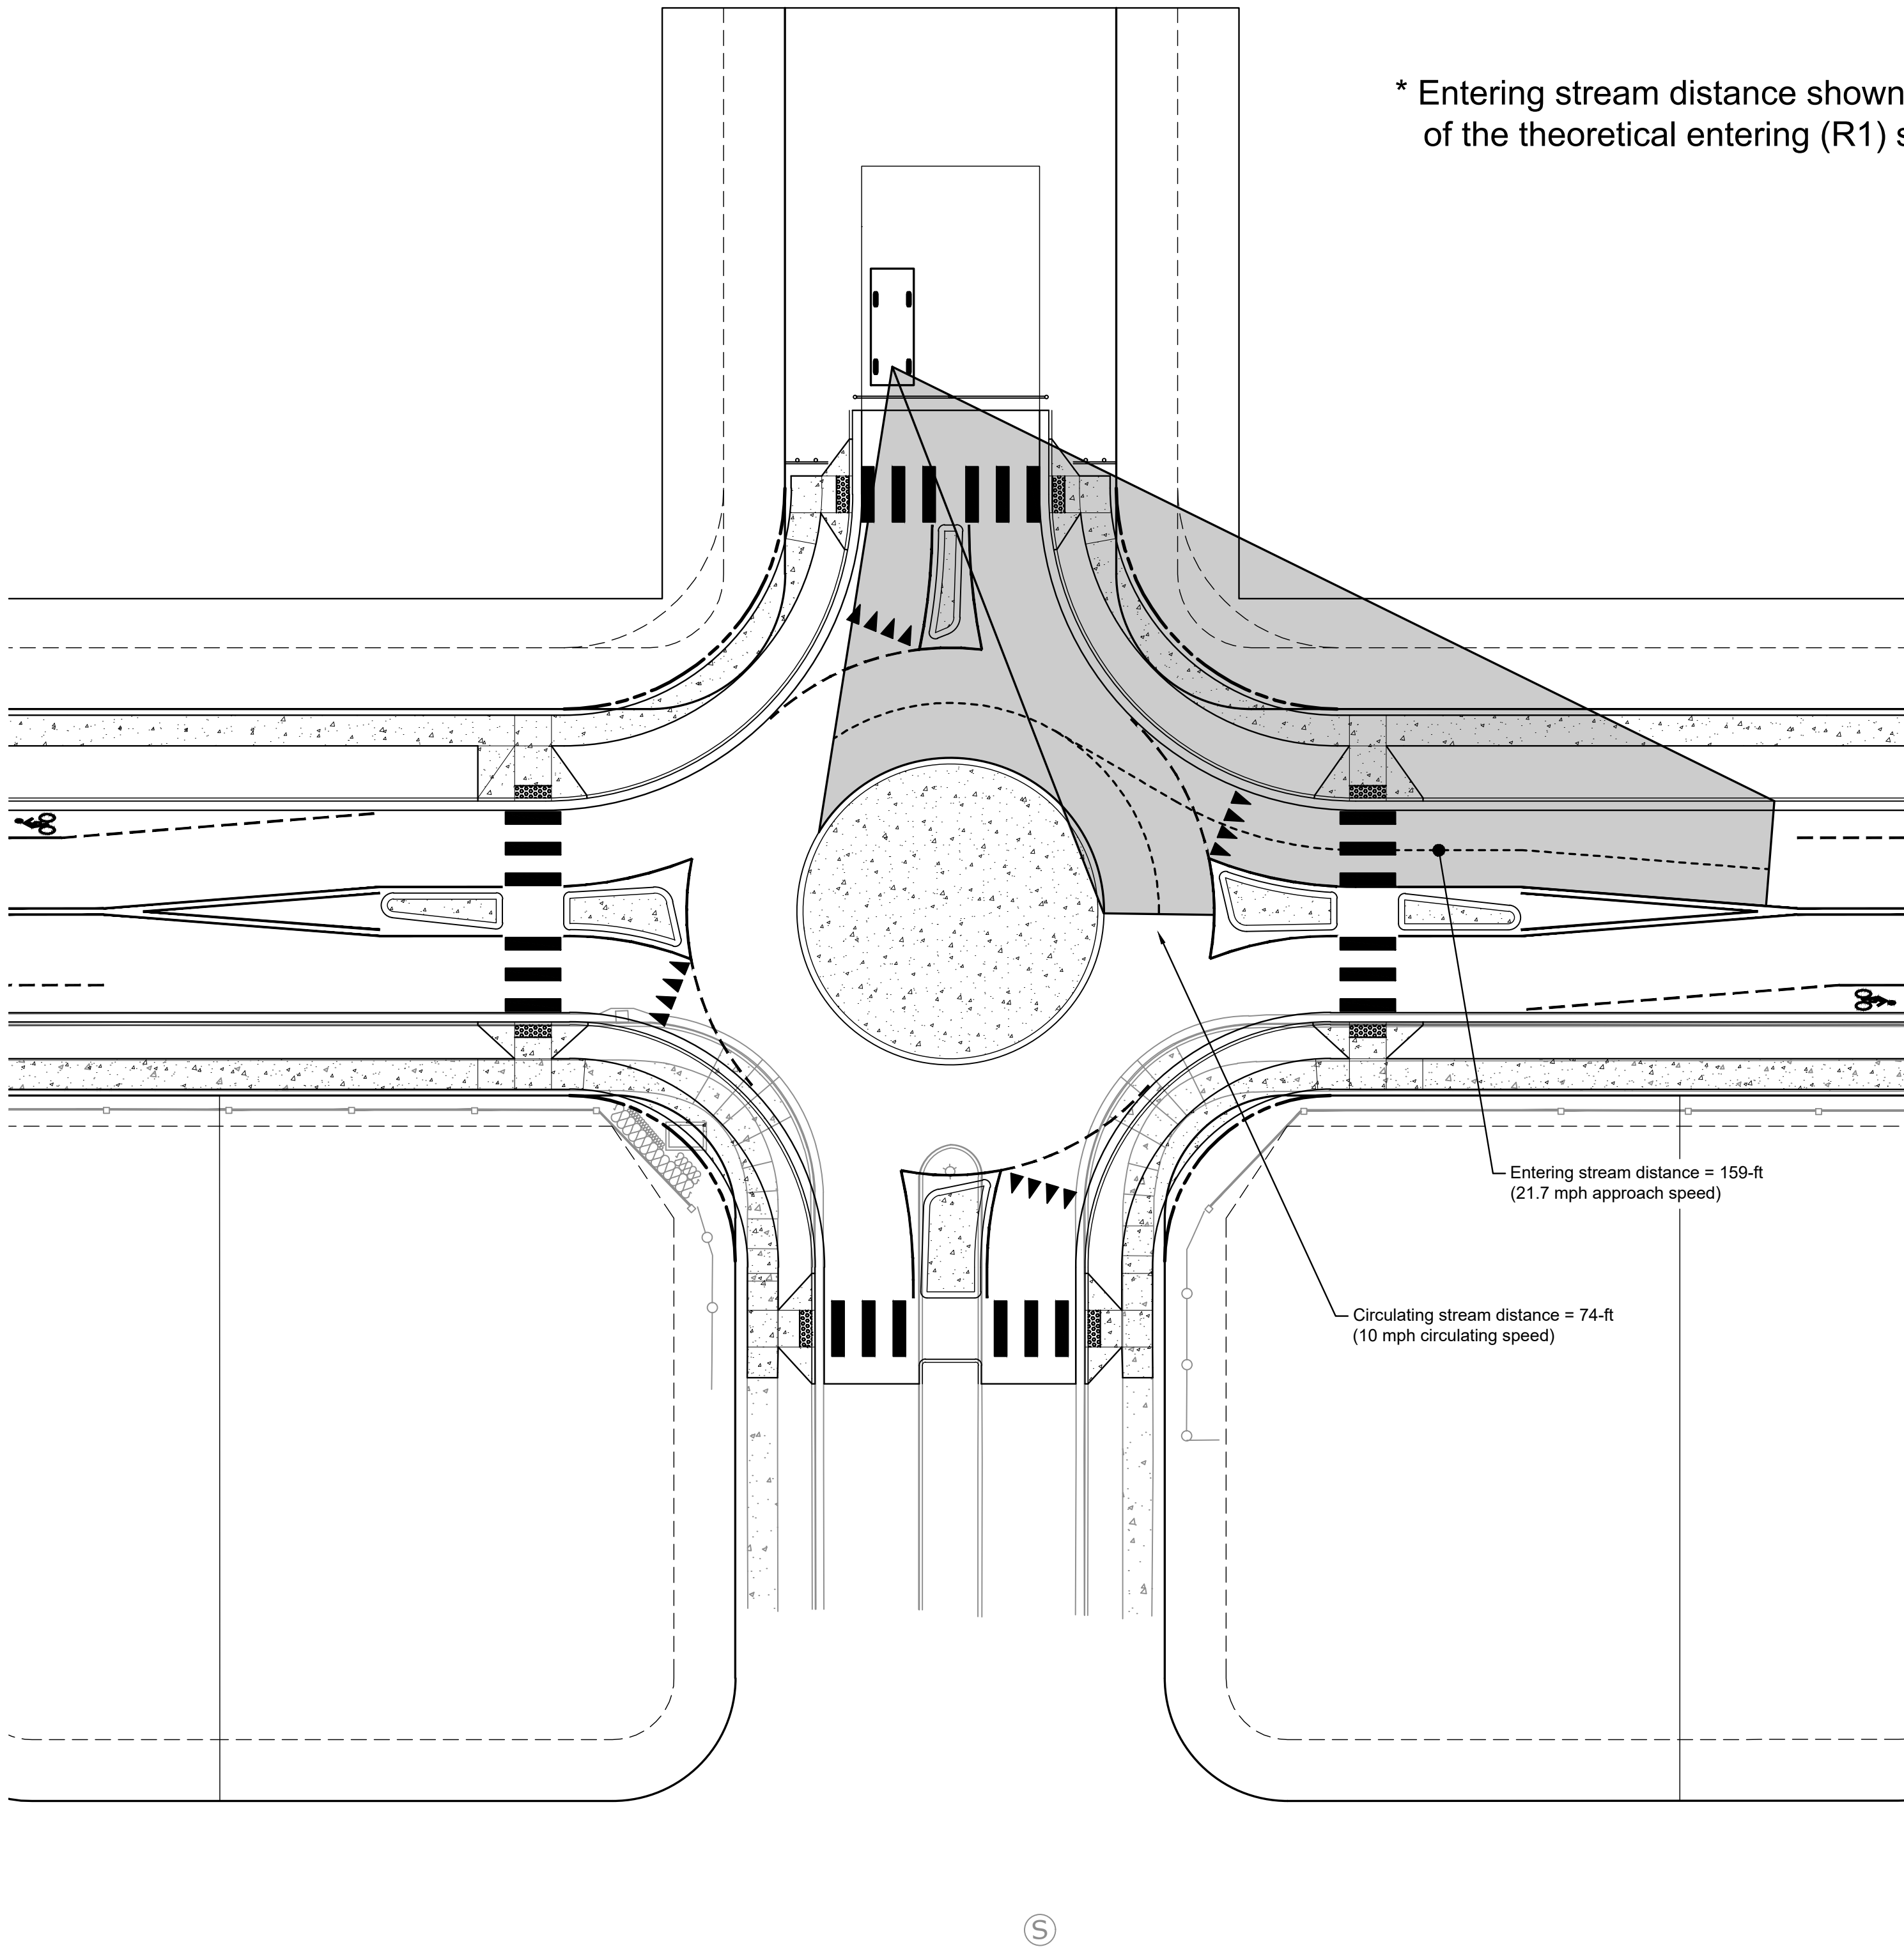 * Entering stream distance shown
of the theoretical entering (R1) s
Entering stream distance = 159-ft
(21.7 mph approach speed)
Circulating stream distance = 74-ft
(10 mph circulating speed)
S